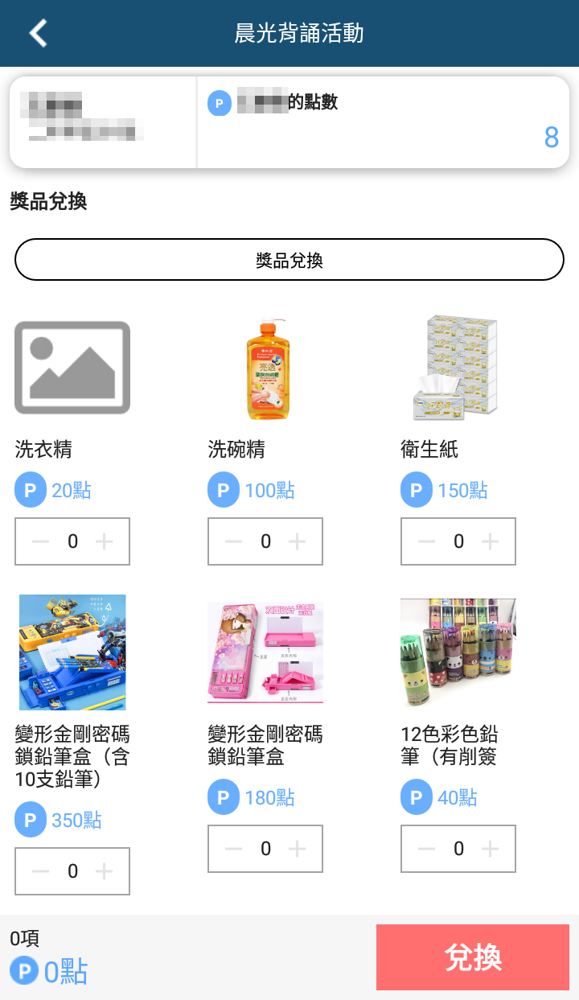 晨光背誦活動
P 的點數
8
獎品兌換
獎品兌換
洗衣精
洗碗精
衛生紙
P 20點
P 100點
P 150點
0
0
0
双面設計
變形金剛密碼
鎖鉛筆盒（含
10支鉛筆）
P 350點
0
變形金剛密碼
鎖鉛筆盒
P 180點
0
12色彩色鉛
筆（有削簽
P 40點
0
0項
P 0點
兌換